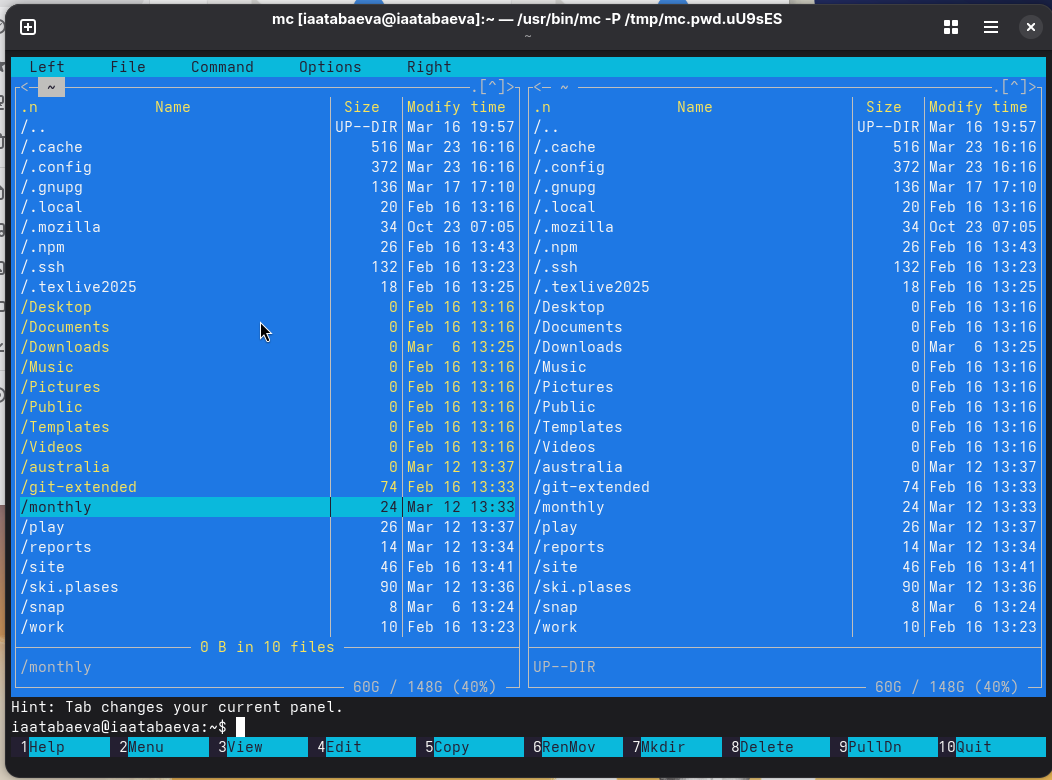 mc [iaatabaeva@iaatabaeva]:~ — /usr/bin/mc -P /tmp/mc.pwd.uU9sES
~
Left File Command Options Right
<— ~ .[^]> <— ~ .[^]>
.n Name Size Modify time .n Name Size Modify time
/.. UP--DIR Mar 16 19:57 /.. UP--DIR Mar 16 19:57
/.cache 516 Mar 23 16:16 /.cache 516 Mar 23 16:16
/.config 372 Mar 23 16:16 /.config 372 Mar 23 16:16
/.gnupg 136 Mar 17 17:10 /.gnupg 136 Mar 17 17:10
/.local 20 Feb 16 13:16 /.local 20 Feb 16 13:16
/.mozilla 34 Oct 23 07:05 /.mozilla 34 Oct 23 07:05
/.npm 26 Feb 16 13:43 /.npm 26 Feb 16 13:43
/.ssh 132 Feb 16 13:23 /.ssh 132 Feb 16 13:23
/.texlive2025 18 Feb 16 13:25 /.texlive2025 18 Feb 16 13:25
/Desktop 0 Feb 16 13:16 /Desktop 0 Feb 16 13:16
/Documents 0 Feb 16 13:16 /Documents 0 Feb 16 13:16
/Downloads 0 Mar 6 13:25 /Downloads 0 Mar 6 13:25
/Music 0 Feb 16 13:16 /Music 0 Feb 16 13:16
/Pictures 0 Feb 16 13:16 /Pictures 0 Feb 16 13:16
/Public 0 Feb 16 13:16 /Public 0 Feb 16 13:16
/Templates 0 Feb 16 13:16 /Templates 0 Feb 16 13:16
/Videos 0 Feb 16 13:16 /Videos 0 Feb 16 13:16
/australia 0 Mar 12 13:37 /australia 0 Mar 12 13:37
/git-extended 74 Feb 16 13:33 /git-extended 74 Feb 16 13:33
/monthly 24 Mar 12 13:33 /monthly 24 Mar 12 13:33
/play 26 Mar 12 13:37 /play 26 Mar 12 13:37
/reports 14 Mar 12 13:34 /reports 14 Mar 12 13:34
/site 46 Feb 16 13:41 /site 46 Feb 16 13:41
/ski.plases 90 Mar 12 13:36 /ski.plases 90 Mar 12 13:36
/snap 8 Mar 6 13:24 /snap 8 Mar 6 13:24
/work 10 Feb 16 13:23 /work 10 Feb 16 13:23
0 B in 10 files
/monthly UP--DIR
60G / 148G (40%) 60G / 148G (40%)
Hint: Tab changes your current panel.
iaatabaeva@iaatabaeva:~$
1Help 2Menu 3View 4Edit 5Copy 6RenMov 7Mkdir 8Delete 9PullDn 10Quit